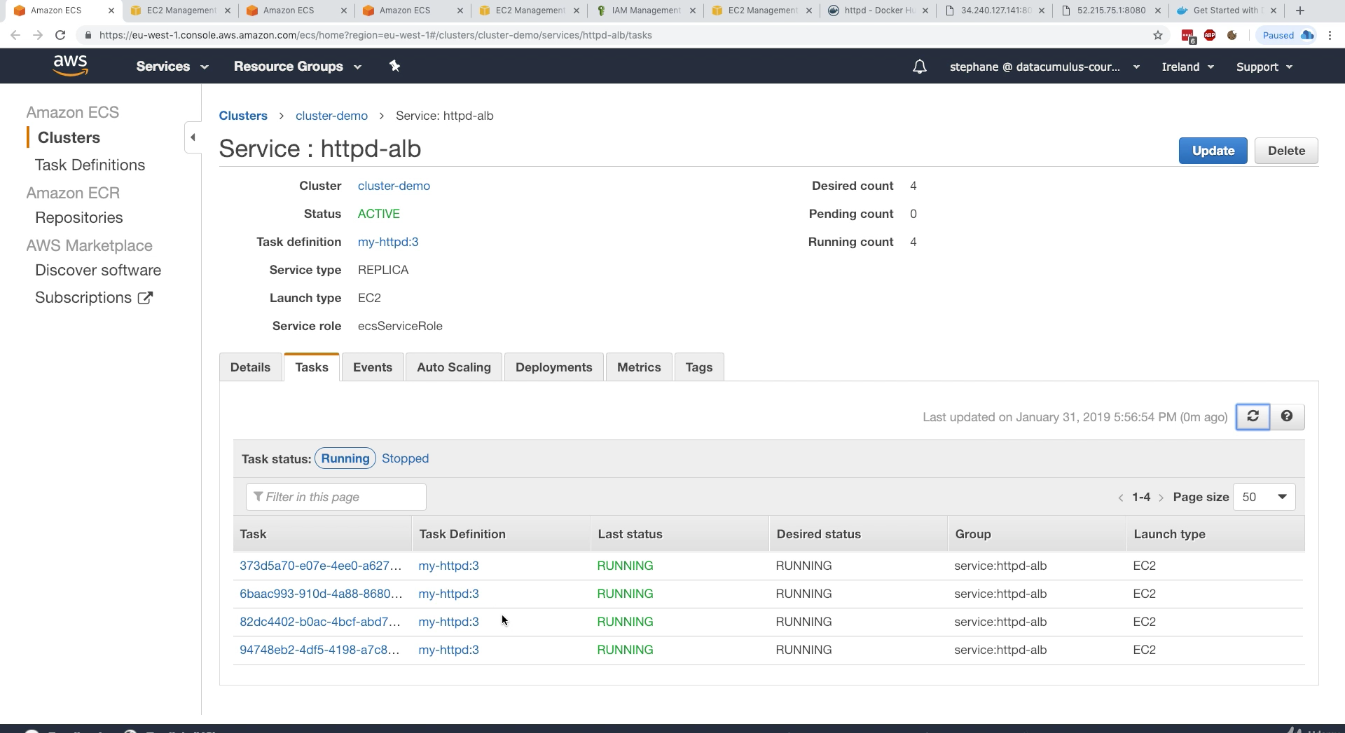 Amazon ECS
EC2 Management
Amazon ECS
Amazon ECS
EC2 Management
IAM Management
EC2 Management
httpd - Docker Hu
34.240.127.141:80
52.215.75.1:8080
Get Started with
https://eu-west-1.console.aws.amazon.com/ecs/home?region=eu-west-1#/clusters/cluster-demo/services/httpd-alb/tasks
ABP
Paused
aws
Services
Resource Groups
stephane @ datacumulus-cour...
Ireland
Support
Amazon ECS
Clusters
Task Definitions
Amazon ECR
Repositories
AWS Marketplace
Discover software
Subscriptions
Clusters > cluster-demo > Service: httpd-alb
Service : httpd-alb
Update
Delete
Cluster cluster-demo
Status ACTIVE
Task definition my-httpd:3
Service type REPLICA
Launch type EC2
Service role ecsServiceRole
Desired count 4
Pending count 0
Running count 4
Details Tasks Events Auto Scaling Deployments Metrics Tags
Last updated on January 31, 2019 5:56:54 PM (0m ago)
Task status: Running Stopped
Filter in this page
< 1-4 > Page size 50
Task Task Definition Last status Desired status Group Launch type
373d5a70-e07e-4ee0-a627... my-httpd:3 RUNNING RUNNING service:httpd-alb EC2
6baac993-910d-4a88-8680... my-httpd:3 RUNNING RUNNING service:httpd-alb EC2
82dc4402-b0ac-4bcf-abd7... my-httpd:3 RUNNING RUNNING service:httpd-alb EC2
94748eb2-4df5-4198-a7c8... my-httpd:3 RUNNING RUNNING service:httpd-alb EC2